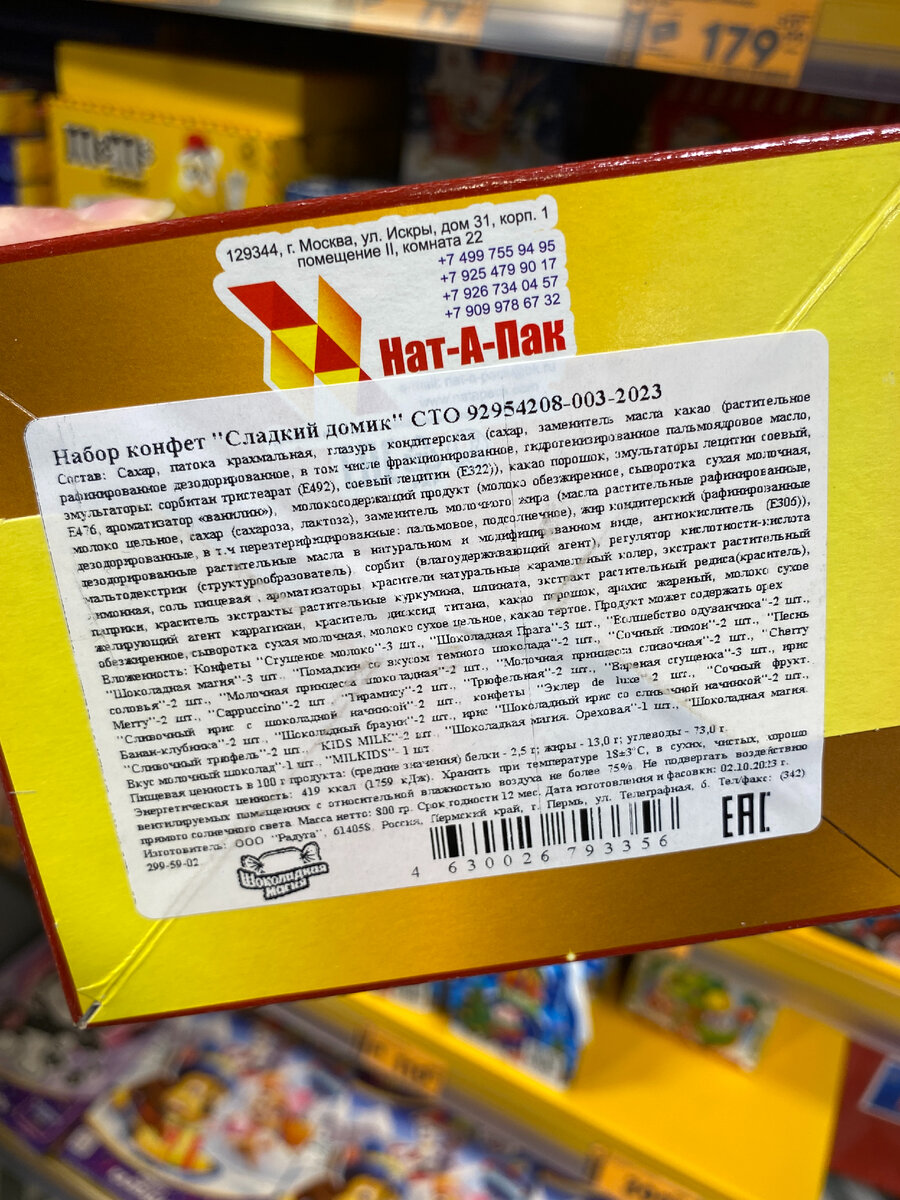 179
m&m's
129344, г. Москва, ул. Искры, дом 31, корп. 1
помещение II, комната 22
+7 499 755 94 95
+7 925 479 90 17
+7 926 734 04 57
+7 909 978 67 32
Нат-А-Пак
Набор конфет "Сладкий домик" СТО 92954208-003-2023
Состав: Сахар, патока крахмальная, глазурь кондитерская (сахар, заменитель масла какао (растительное
рафинированное дезодорированное, в том числе фракционированное, гидрогенизированное пальмоядровое масло,
эмульгаторы: сорбитан тристеарат (Е492), соевый лецитин (Е322)), какао порошок, эмульгаторы лецитин соевый,
Е476, ароматизатор «ванилин»), молокосодержащий продукт (молоко обезжиренное, сыворотка сухая молочная,
молоко цельное, сахар (сахароза, лактоза), заменитель молочного жира (масла растительные рафинированные,
дезодорированные, в т.ч переэтерифицированные: пальмовое, подсолнечное), жир кондитерский (рафинированные
дезодорированные растительные масла в натуральном и модифицированном виде, антиокислитель (Е306)),
мальтодекстрин (структурообразователь) сорбит (влагоудерживающий агент), регулятор кислотности-кислота
лимонная, соль пищевая, ароматизаторы красители натуральные карамельный колер, экстракт растительный
паприки, краситель экстракты растительные куркумина, шпината, экстракт растительный редиса(краситель),
желирующий агент каррагинан, краситель диоксид титана, какао порошок, арахис жареный, молоко сухое
обезжиренное, сыворотка сухая молочная, молоко сухое цельное, какао тертое. Продукт может содержать орех
Вложенность: Конфеты "Сгущеное молоко"-3 шт., "Шоколадная Прага"-3 шт., "Волшебство одуванчика"-2 шт.,
"Шоколадная магия"-3 шт., "Помадки со вкусом темного шоколада"-2 шт., "Сочный лимон"-2 шт., "Песнь
соловья"-2 шт., "Молочная принцесса шоколадная"-2 шт., "Молочная принцесса сливочная"-2 шт., "Cherry
Merry"-2 шт., "Cappuccino"-2 шт. "Тирамису"-2 шт., "Трюфельная"-2 шт., "Вареная сгущенка"-3 шт., ирис
"Сливочный ирис с шоколадной начинкой"-2 шт., конфеты "Эклер de luxe" 2 шт., "Сочный фрукт.
Банан-клубника"-2 шт., "Шоколадный брауни"-2 шт., ирис "Шоколадный ирис со сливочной начинкой"-2 шт.,
"Сливочный трюфель"-2 шт., "KIDS MILK"-2 шт., "Шоколадная магия. Ореховая"-1 шт., "Шоколадная магия.
Вкус молочный шоколад"-1 шт., "MILKIDS"-1 шт
Пищевая ценность в 100 г продукта: (средние значения) белки - 2,5 г; жиры - 13,0 г; углеводы - 73,0 г.
Энергетическая ценность: 419 ккал (1759 кДж). Хранить при температуре 18±3°С, в сухих, чистых, хорошо
вентилируемых помещениях с относительной влажностью воздуха не более 75%. Не подвергать воздействию
прямого солнечного света. Масса нетто: 800 гр. Срок годности 12 мес. Дата изготовления и фасовки: 02.10.2023 г.
Изготовитель: ООО "Радуга", 614058, Россия, Пермский край, г. Пермь, ул. Телеграфная, 6. Тел/факс: (342)
299-59-02
ЕАС
4 630026 793356
Шоколадная
магия